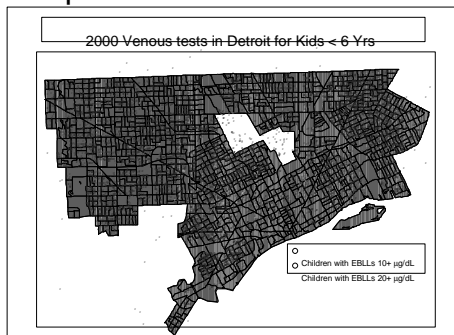 2000 Venous tests in Detroit for Kids < 6 Yrs
Children with EBLLs 10+ µg/dL
Children with EBLLs 20+ µg/dL